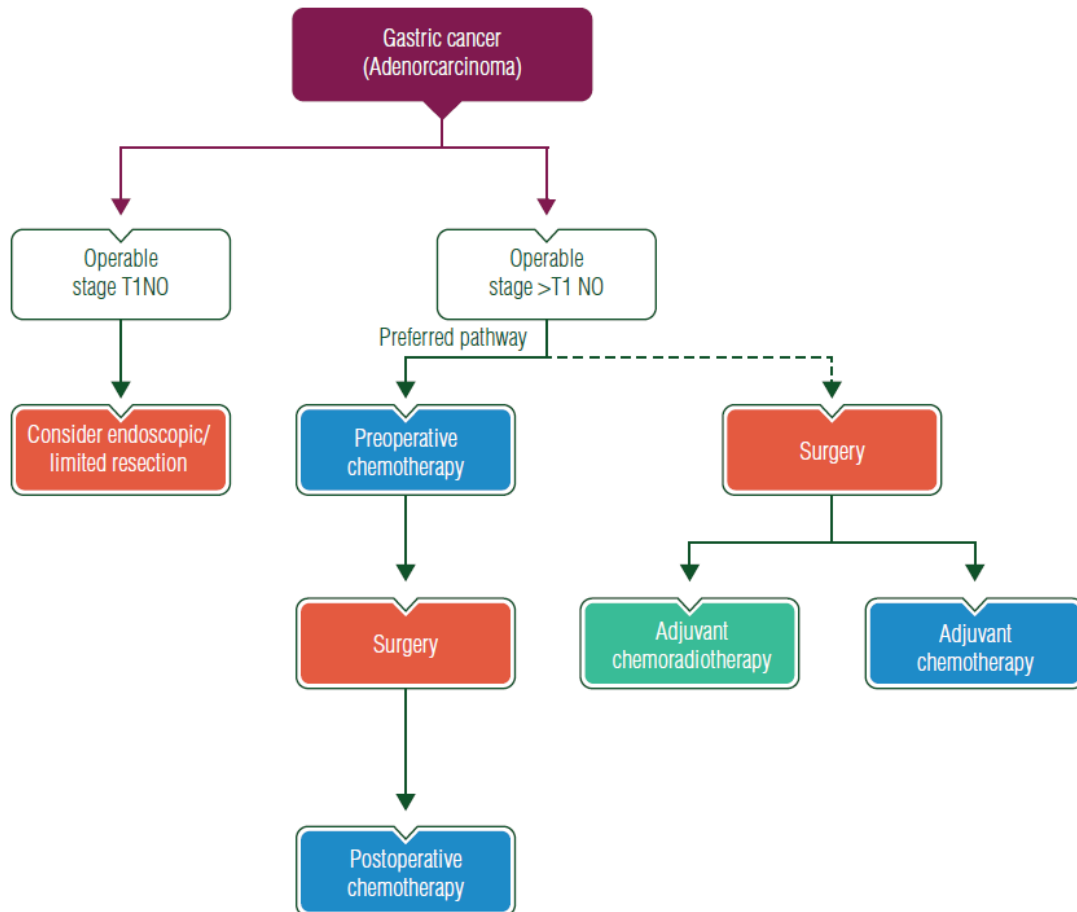 Gastric cancer
(Adenorcarcinoma)
Operable
stage T1NO
Operable
stage >T1 NO
Preferred pathway
Consider endoscopic/
limited resection
Preoperative
chemotherapy
Surgery
Surgery
Adjuvant
chemoradiotherapy
Adjuvant
chemotherapy
Postoperative
chemotherapy